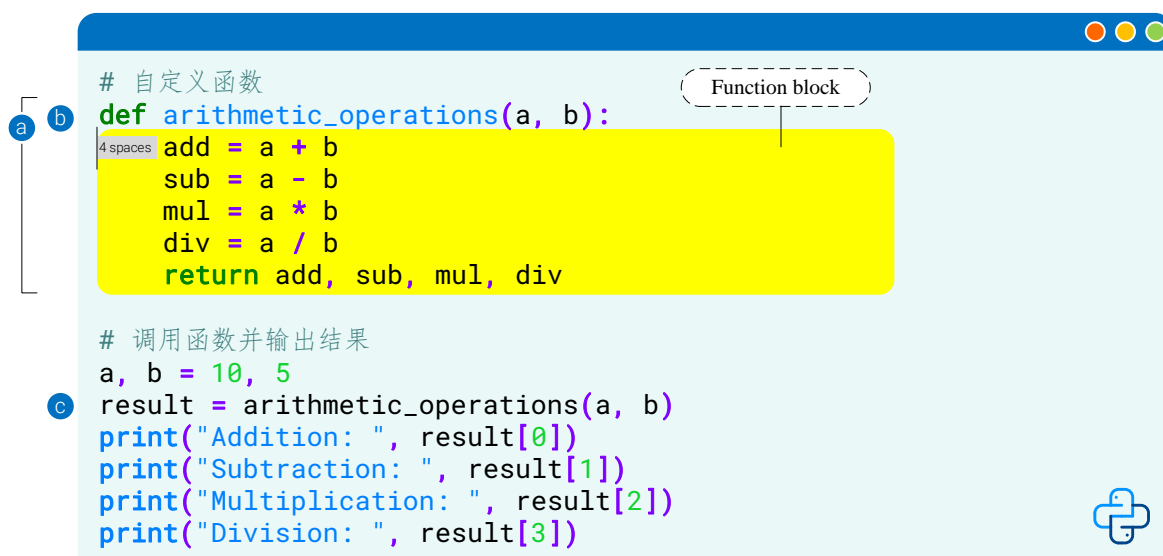 # 自定义函数
Function block
a
b
def arithmetic_operations(a, b):
4 spaces
    add = a + b
    sub = a - b
    mul = a * b
    div = a / b
    return add, sub, mul, div
# 调用函数并输出结果
a, b = 10, 5
c
result = arithmetic_operations(a, b)
print("Addition: ", result[0])
print("Subtraction: ", result[1])
print("Multiplication: ", result[2])
print("Division: ", result[3])